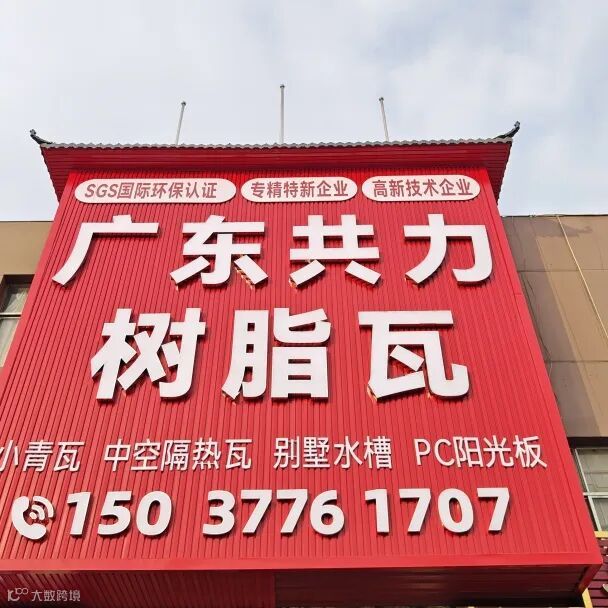 SGS国际环保认证 专精特新企业 高新技术企业
广东共力
树脂瓦
小青瓦 中空隔热瓦 别墅水槽 PC阳光板
150 3776 1707
大数跨境